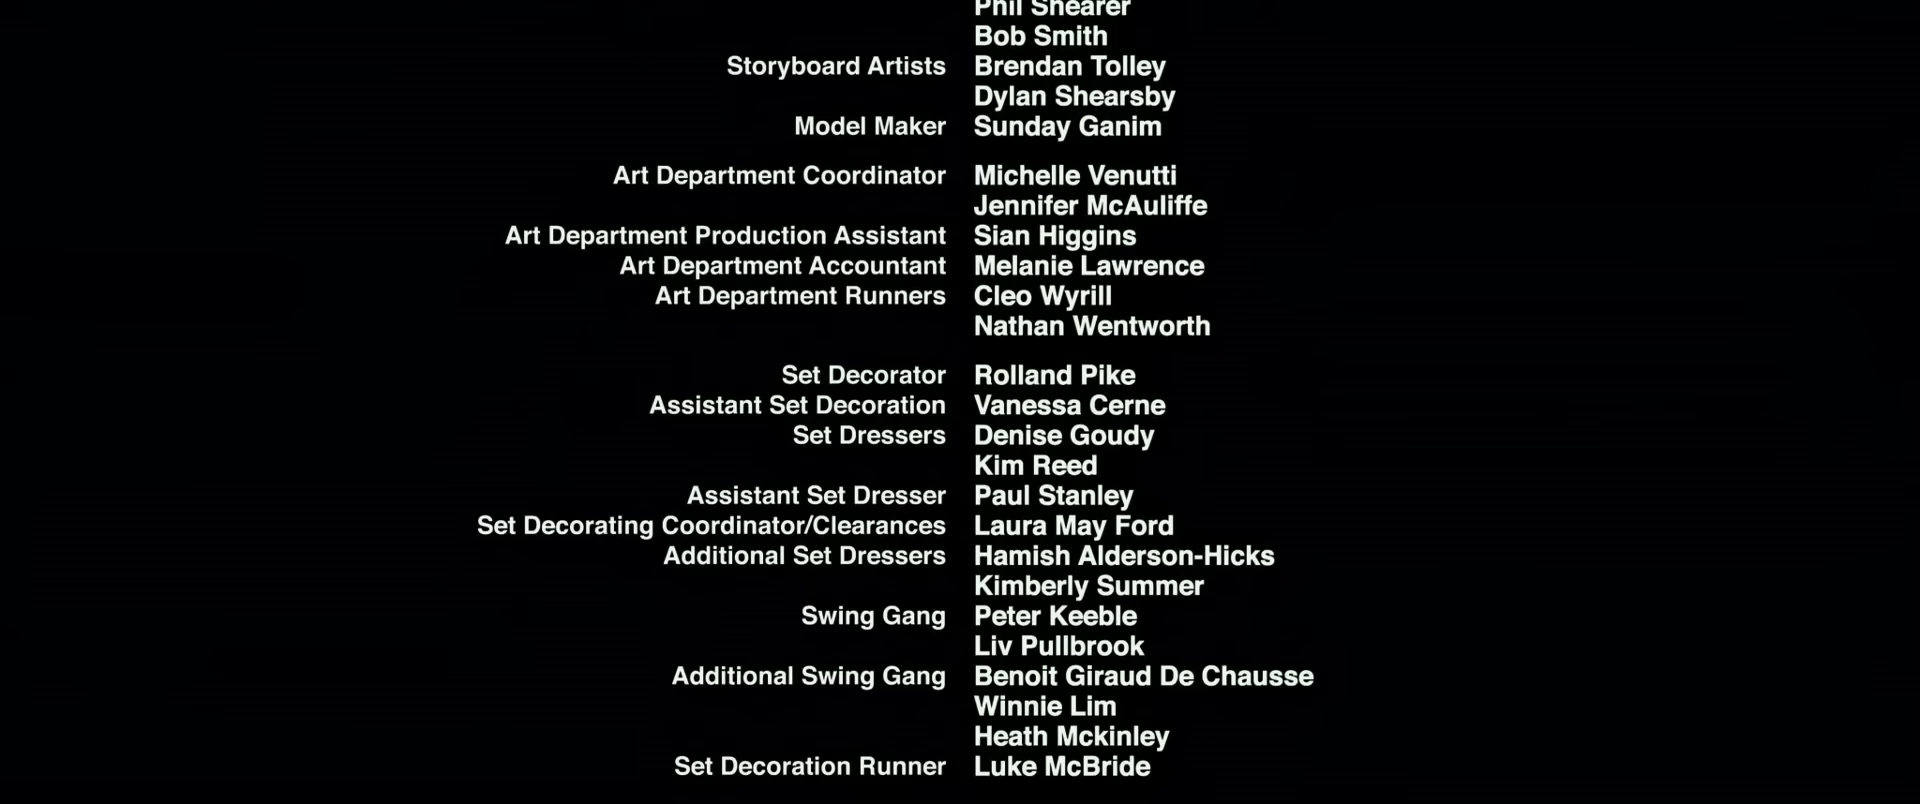 Phil Shearer
Bob Smith
Storyboard Artists Brendan Tolley
Dylan Shearsby
Model Maker Sunday Ganim
Art Department Coordinator Michelle Venutti
Jennifer McAuliffe
Art Department Production Assistant Sian Higgins
Art Department Accountant Melanie Lawrence
Art Department Runners Cleo Wyrill
Nathan Wentworth
Set Decorator Rolland Pike
Assistant Set Decoration Vanessa Cerne
Set Dressers Denise Goudy
Kim Reed
Assistant Set Dresser Paul Stanley
Set Decorating Coordinator/Clearances Laura May Ford
Additional Set Dressers Hamish Alderson-Hicks
Kimberly Summer
Swing Gang Peter Keeble
Liv Pullbrook
Additional Swing Gang Benoit Giraud De Chausse
Winnie Lim
Heath Mckinley
Set Decoration Runner Luke McBride